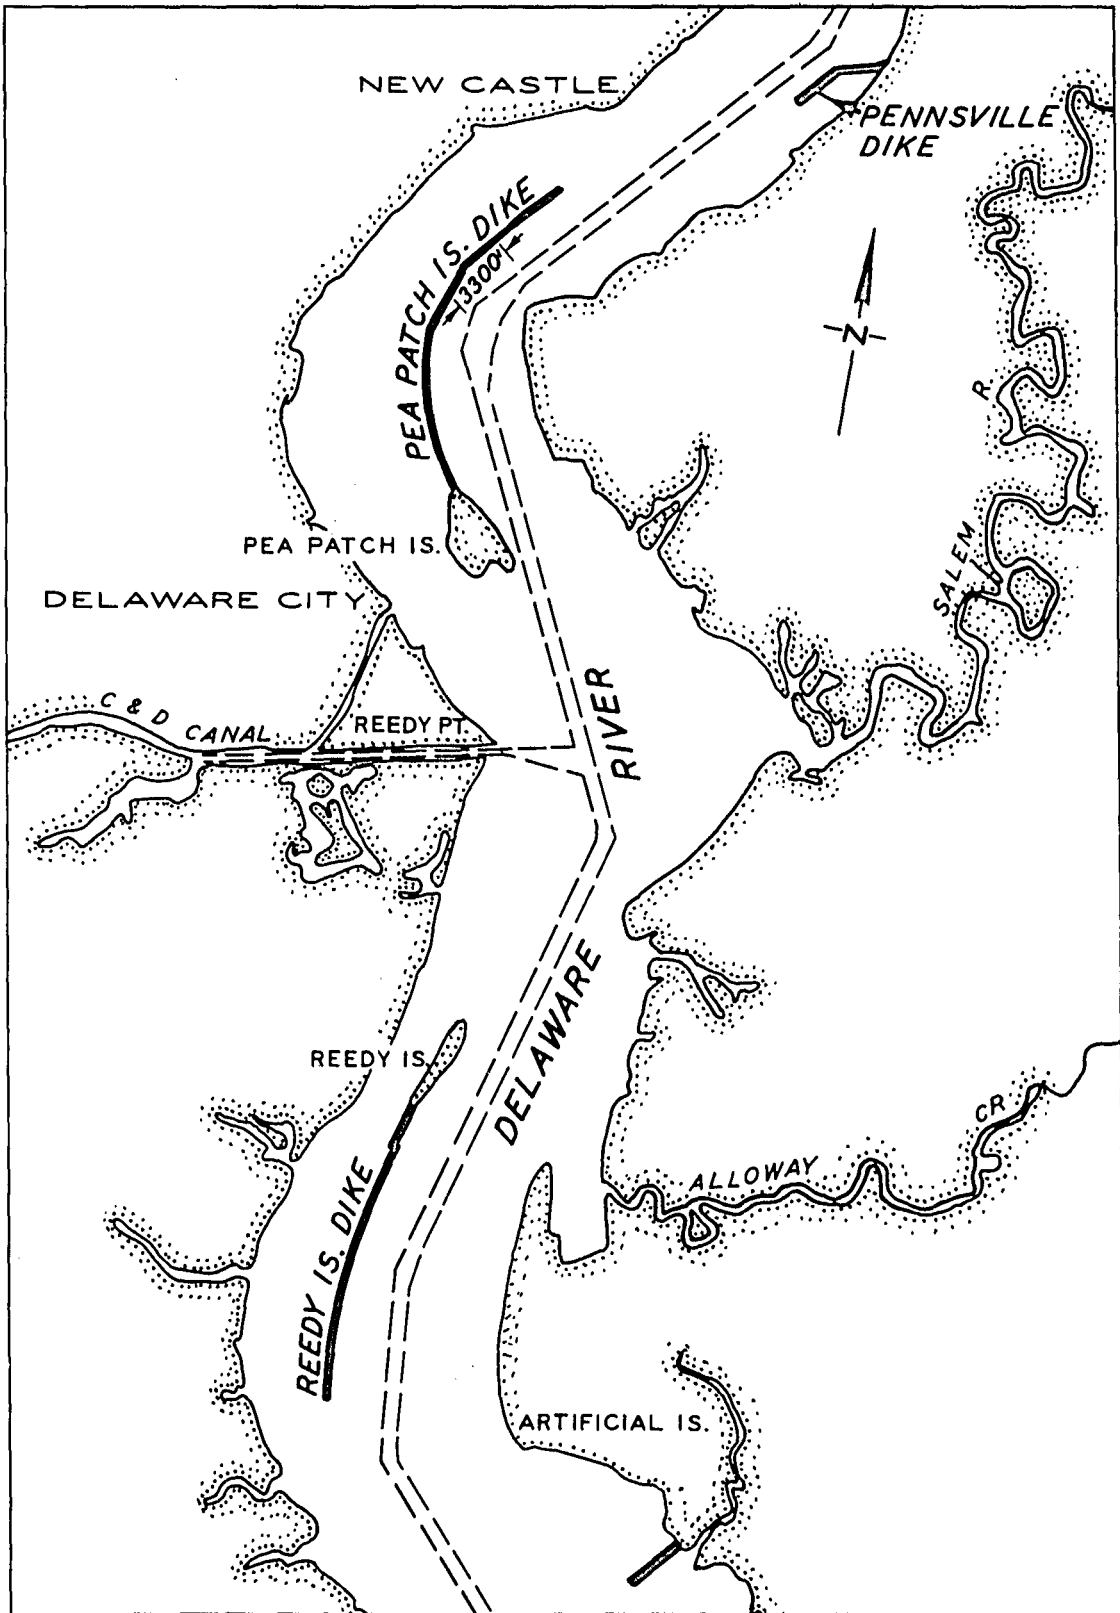 NEW CASTLE
PENNSVILLE
DIKE
PEA PATCH IS. DIKE
3300'
N
SALEM R.
PEA PATCH IS.
DELAWARE CITY
C & D CANAL
REEDY PT.
DELAWARE RIVER
REEDY IS.
ALLOWAY CR
REEDY IS. DIKE
ARTIFICIAL IS.